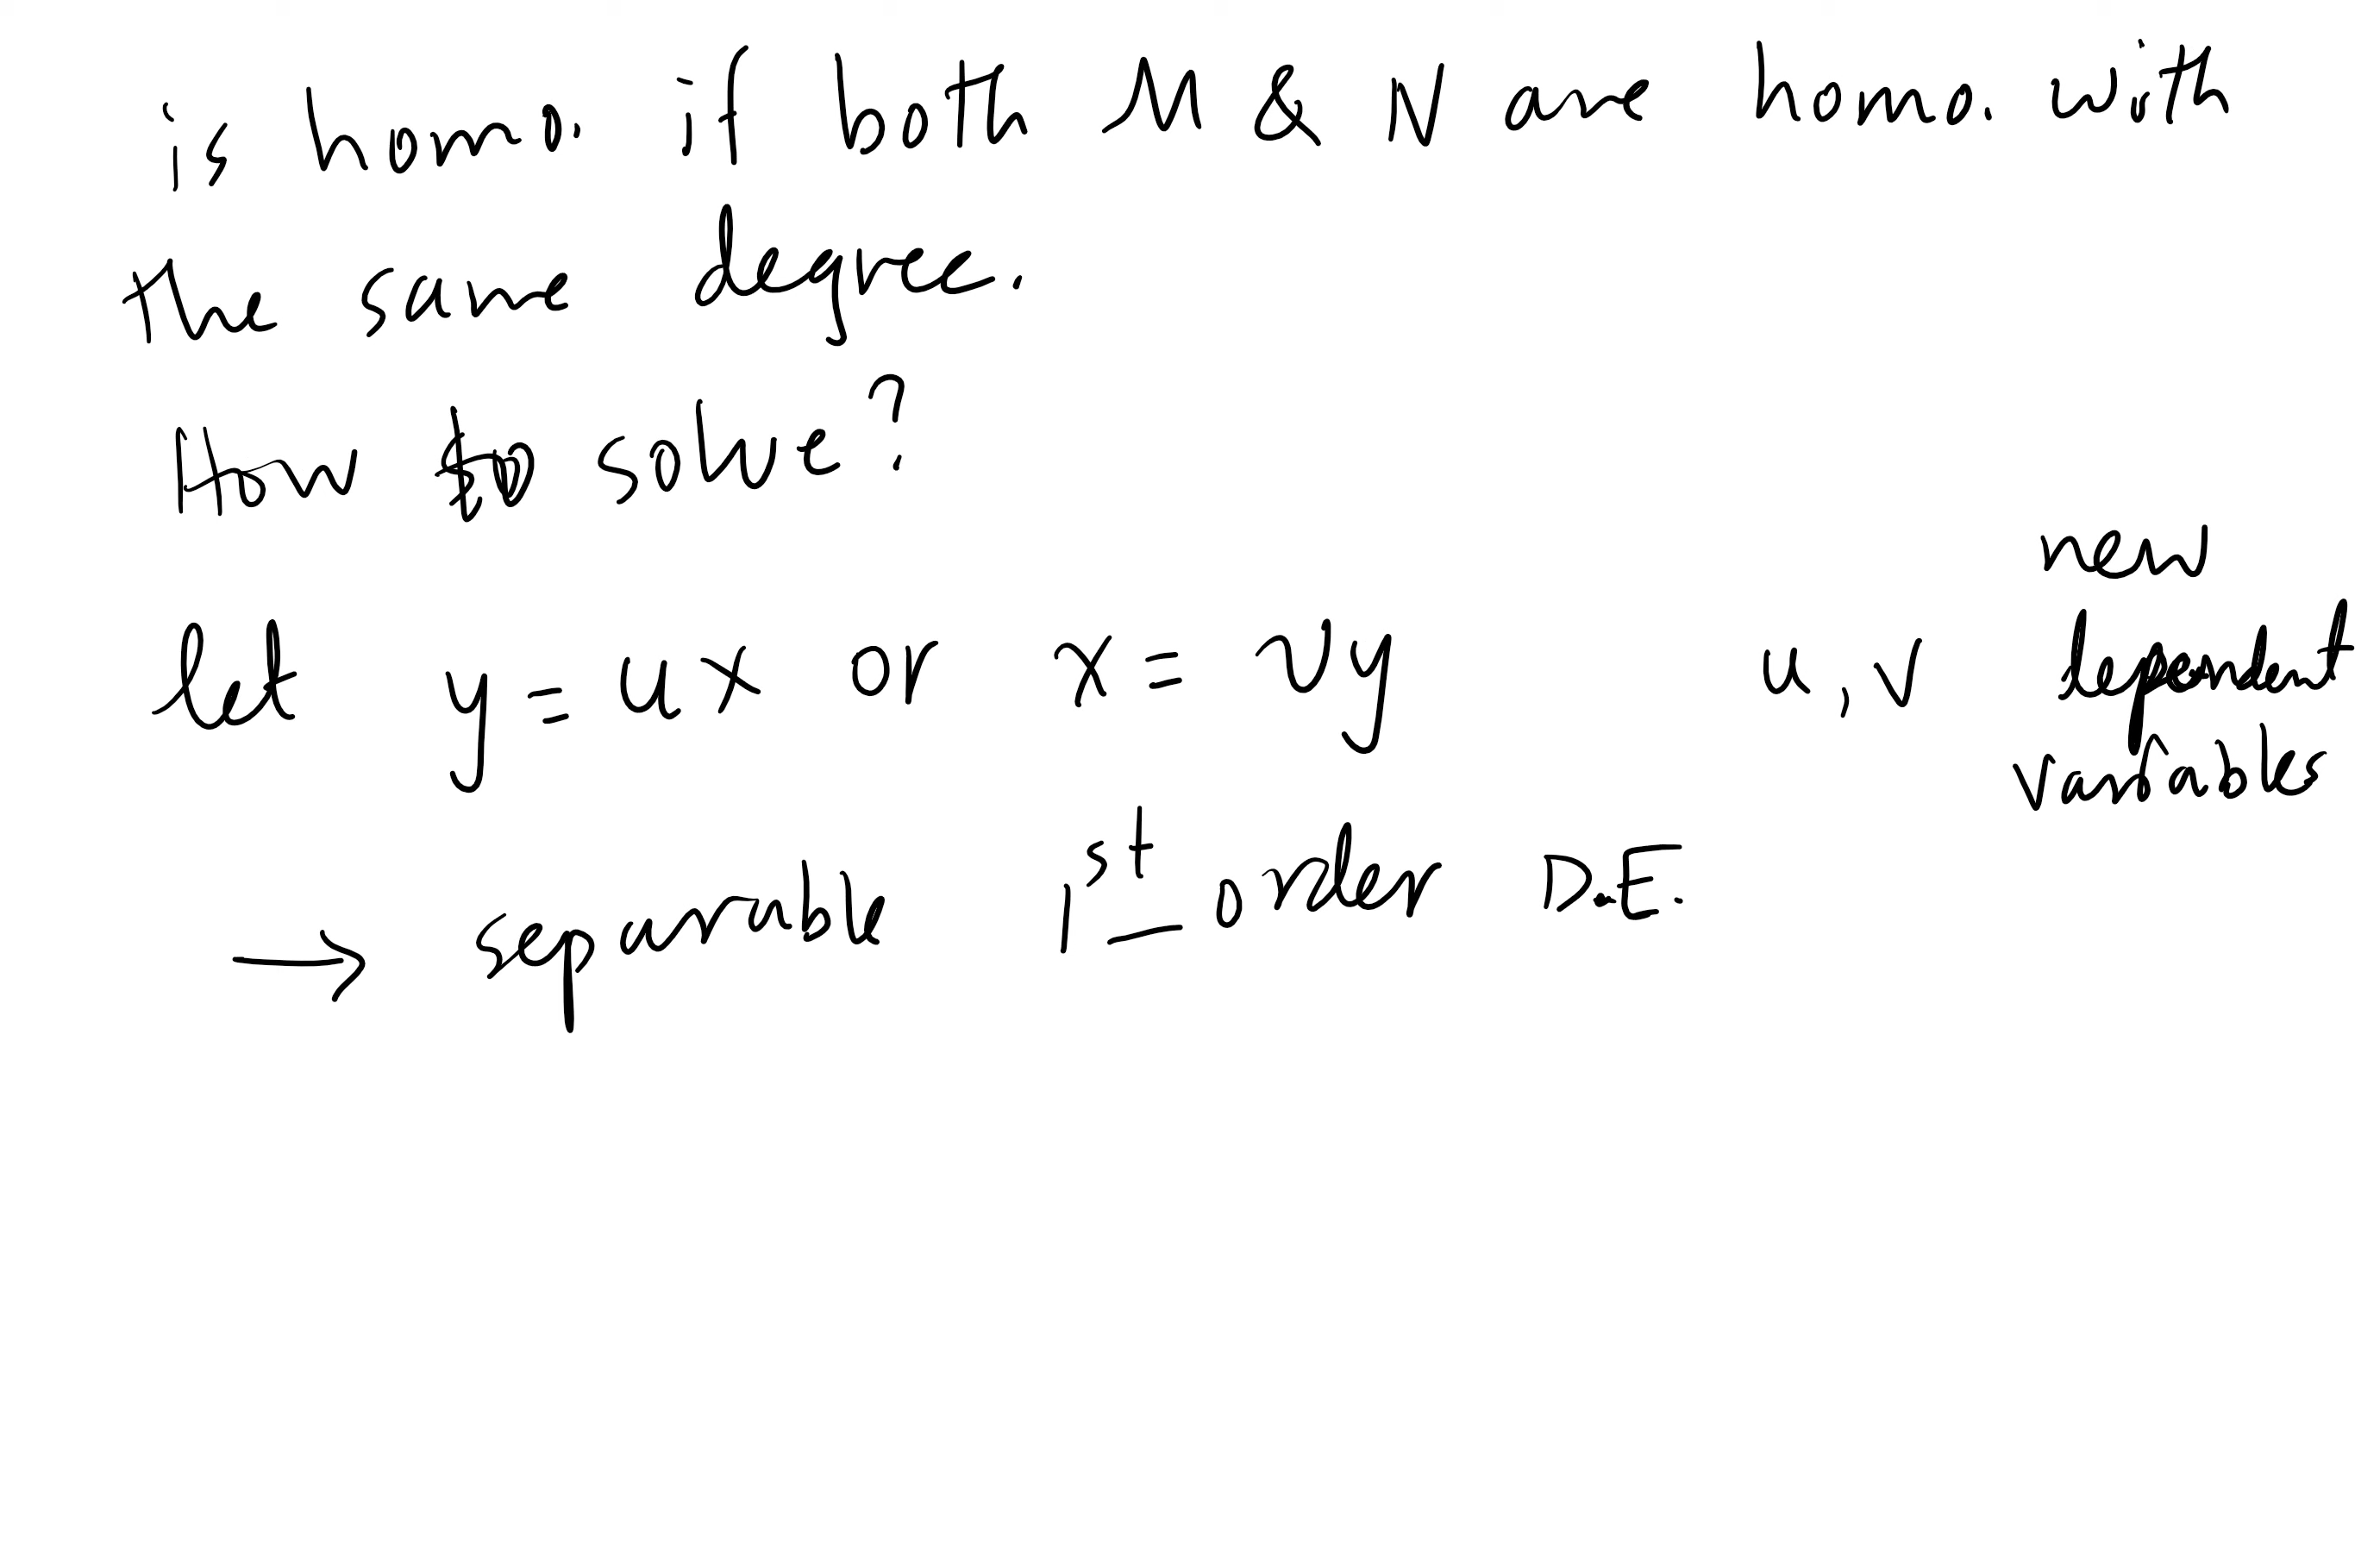 is homo. if both M & N are homo. with
the same degree.
How to solve?
new
let y = ux or x = vy u, v dependent
variables
→ separable 1st order D.E.